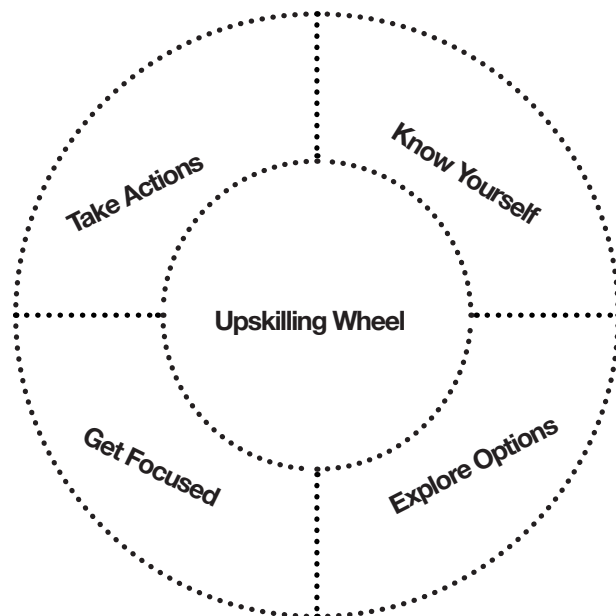 Take Actions
Know Yourself
Upskilling Wheel
Get Focused
Explore Options